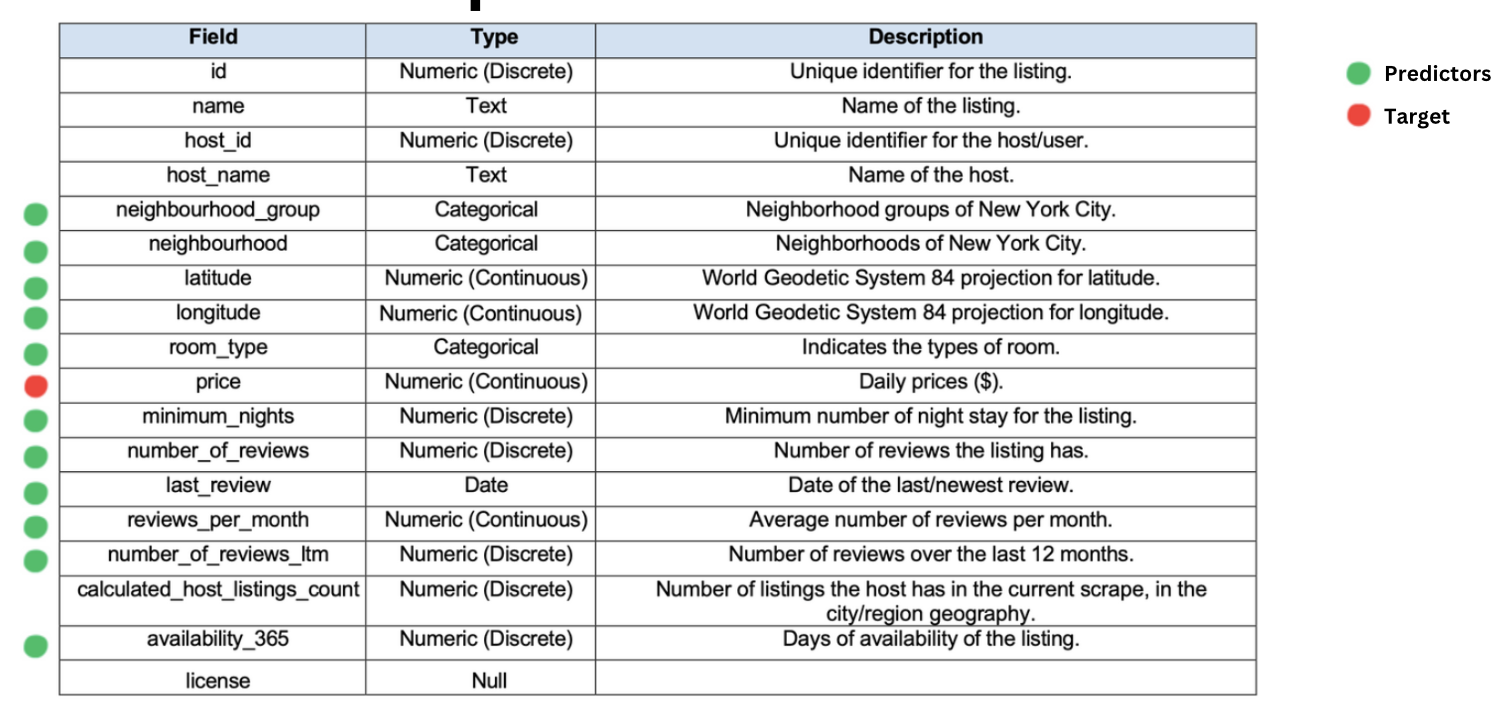 Field Type Description
id Numeric (Discrete) Unique identifier for the listing.
name Text Name of the listing.
host_id Numeric (Discrete) Unique identifier for the host/user.
host_name Text Name of the host.
neighbourhood_group Categorical Neighborhood groups of New York City.
neighbourhood Categorical Neighborhoods of New York City.
latitude Numeric (Continuous) World Geodetic System 84 projection for latitude.
longitude Numeric (Continuous) World Geodetic System 84 projection for longitude.
room_type Categorical Indicates the types of room.
price Numeric (Continuous) Daily prices ($).
minimum_nights Numeric (Discrete) Minimum number of night stay for the listing.
number_of_reviews Numeric (Discrete) Number of reviews the listing has.
last_review Date Date of the last/newest review.
reviews_per_month Numeric (Continuous) Average number of reviews per month.
number_of_reviews_ltm Numeric (Discrete) Number of reviews over the last 12 months.
calculated_host_listings_count Numeric (Discrete) Number of listings the host has in the current scrape, in the
city/region geography.
availability_365 Numeric (Discrete) Days of availability of the listing.
license Null
Predictors
Target